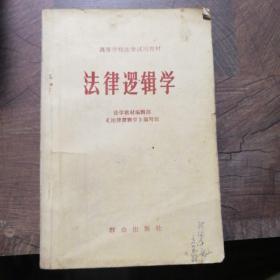 高等学校法学试用教材
法律逻辑学
法学教材编辑部
《法律逻辑学》编写组
群众出版社